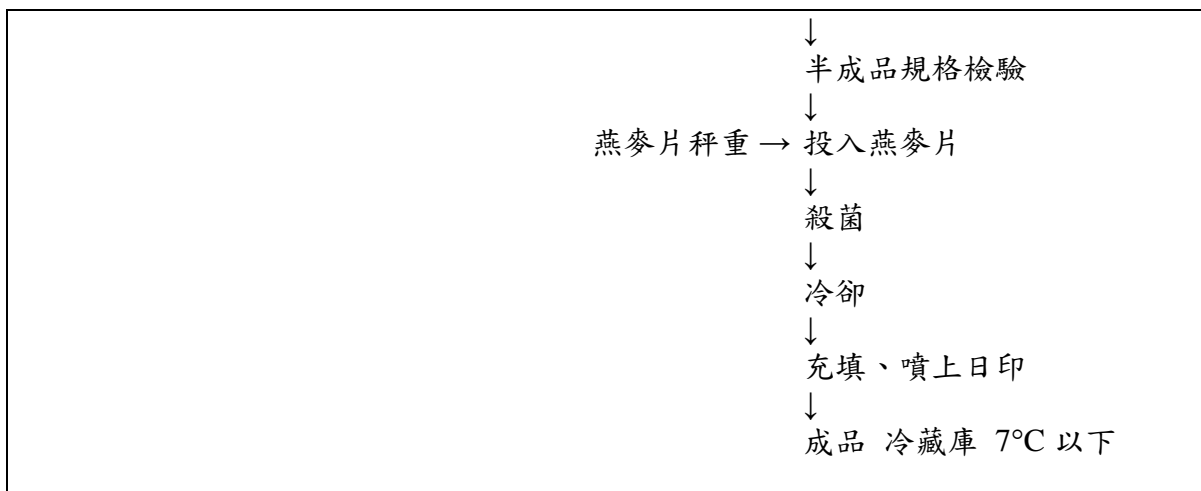 ↓
半成品規格檢驗
↓
燕麥片秤重 → 投入燕麥片
↓
殺菌
↓
冷卻
↓
充填、噴上日印
↓
成品 冷藏庫 7°C 以下